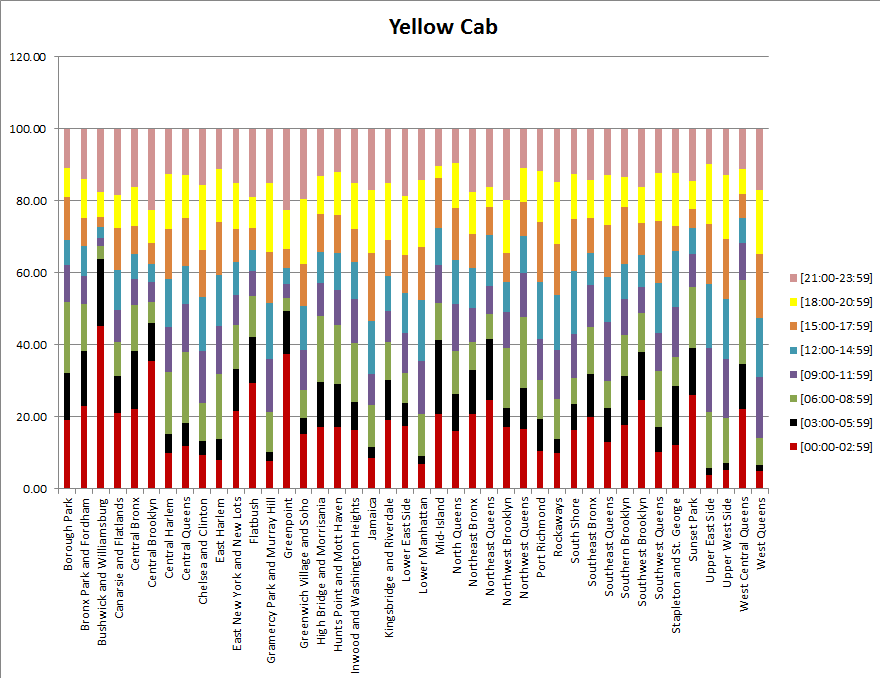 Yellow Cab
120.00
100.00
80.00
60.00
40.00
20.00
0.00
[21:00-23:59]
[18:00-20:59]
[15:00-17:59]
[12:00-14:59]
[09:00-11:59]
[06:00-08:59]
[03:00-05:59]
[00:00-02:59]
Borough Park
Bronx Park and Fordham
Bushwick and Williamsburg
Canarsie and Flatlands
Central Bronx
Central Brooklyn
Central Harlem
Central Queens
Chelsea and Clinton
East Harlem
East New York and New Lots
Flatbush
Gramercy Park and Murray Hill
Greenpoint
Greenwich Village and Soho
High Bridge and Morrisania
Hunts Point and Mott Haven
Inwood and Washington Heights
Jamaica
Kingsbridge and Riverdale
Lower East Side
Lower Manhattan
Mid-Island
North Queens
Northeast Bronx
Northeast Queens
Northwest Brooklyn
Northwest Queens
Port Richmond
Rockaways
South Shore
Southeast Bronx
Southeast Queens
Southern Brooklyn
Southwest Brooklyn
Southwest Queens
Stapleton and St. George
Sunset Park
Upper East Side
Upper West Side
West Central Queens
West Queens